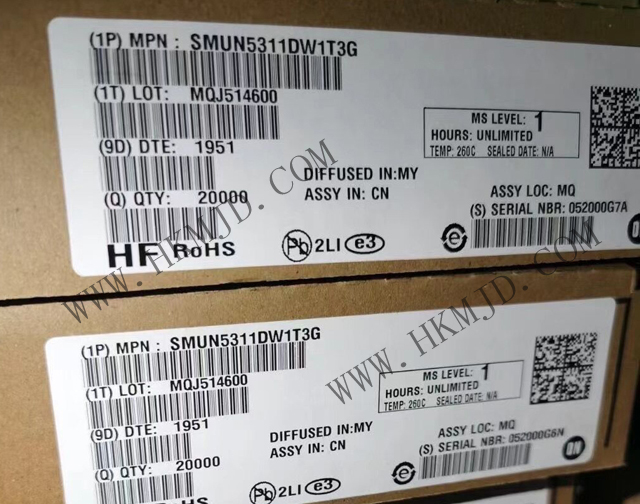 (1P) MPN : SMUN5311DW1T3G
(1T) LOT: MQJ514600
(9D) DTE: 1951
(Q) QTY: 20000
HF RoHS
DIFFUSED IN:MY
ASSY IN: CN
Pb 2LI e3
MS LEVEL: 1
HOURS: UNLIMITED
TEMP: 260C SEALED DATE: N/A
ASSY LOC: MQ
(S) SERIAL NBR: 052000G7A
e
WWW.HKMJD.COM
(1P) MPN : SMUN5311DW1T3G
(1T) LOT: MQJ514600
(9D) DTE: 1951
(Q) QTY: 20000
DIFFUSED IN:MY
ASSY IN: CN
Pb 2LI e3
MS LEVEL: 1
HOURS: UNLIMITED
TEMP: 260C SEALED DATE: N/A
ASSY LOC: MQ
(S) SERIAL NBR: 052000G6N
e
WWW.HKMJD.COM